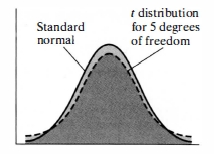 Standard
normal
t distribution
for 5 degrees
of freedom